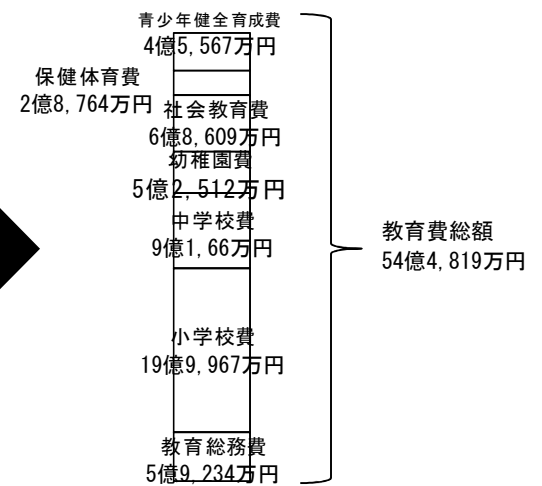 青少年健全育成費
4億5,567万円
保健体育費
2億8,764万円
社会教育費
6億8,609万円
幼稚園費
5億2,512万円
中学校費
9億1,66万円
教育費総額
54億4,819万円
小学校費
19億9,967万円
教育総務費
5億9,234万円